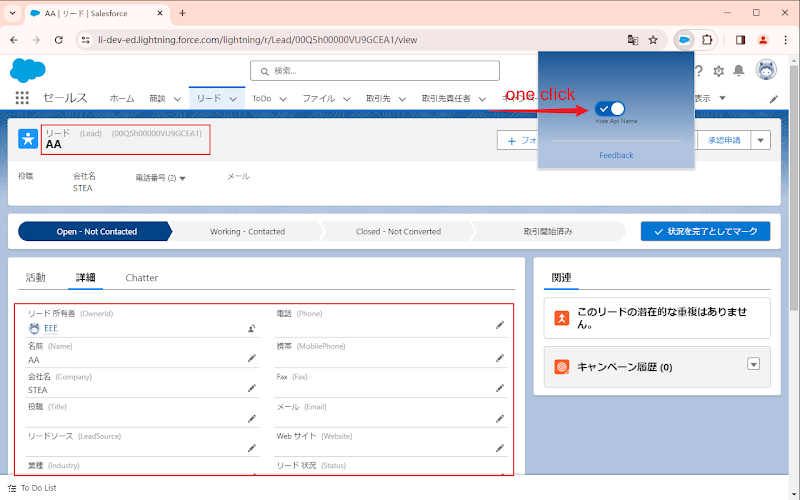 AA | リード | Salesforce
li-dev-ed.lightning.force.com/lightning/r/Lead/00Q5h00000VU9GCEA1/view
検索...
セールス ホーム 商談 リード ToDo ファイル 取引先 取引先責任者 表示
one click
Hide Api Name
Feedback
リード (Lead) (00Q5h00000VU9GCEA1)
AA
+ フォ
承認申請
役職 会社名 電話番号 (2) メール
STEA
Open - Not Contacted Working - Contacted Closed - Not Converted 取引開始済み 状況を完了としてマーク
活動 詳細 Chatter
関連
リード 所有者 (OwnerId) 電話 (Phone)
EEE
名前 (Name) 携帯 (MobilePhone)
AA
会社名 (Company) Fax (Fax)
STEA
役職 (Title) メール (Email)
リードソース (LeadSource) Web サイト (Website)
業種 (Industry) リード 状況 (Status)
このリードの潜在的な重複はありません。
キャンペーン履歴 (0)
To Do List